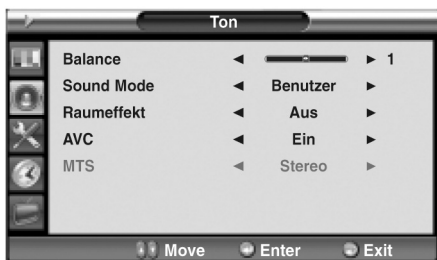 Ton
Balance 1
Sound Mode Benutzer
Raumeffekt Aus
AVC Ein
MTS Stereo
Move Enter Exit